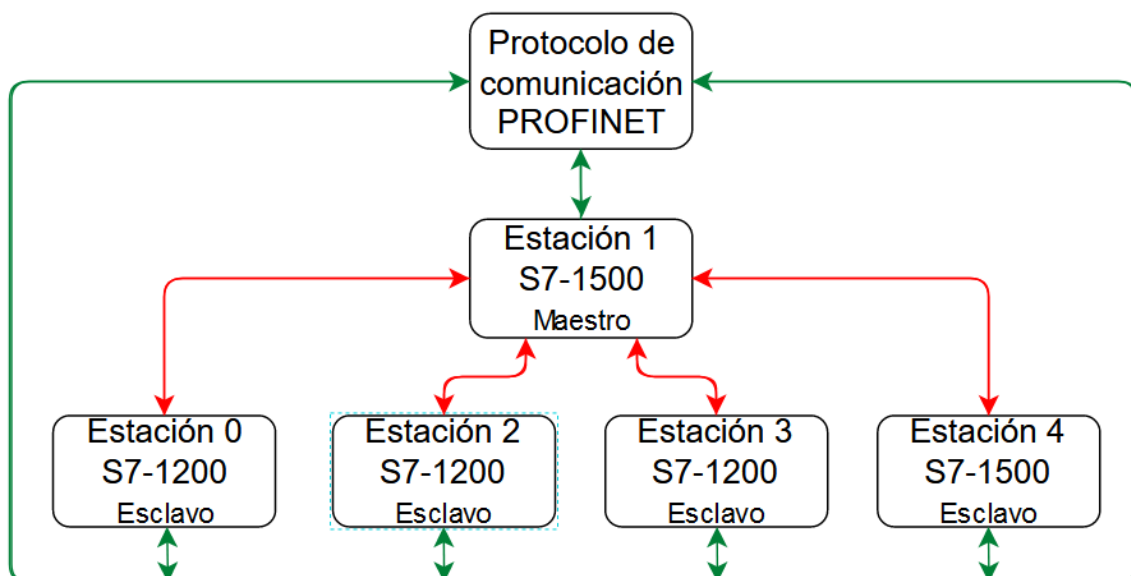 Protocolo de
comunicación
PROFINET
Estación 1
S7-1500
Maestro
Estación 0
S7-1200
Esclavo
Estación 2
S7-1200
Esclavo
Estación 3
S7-1200
Esclavo
Estación 4
S7-1500
Esclavo